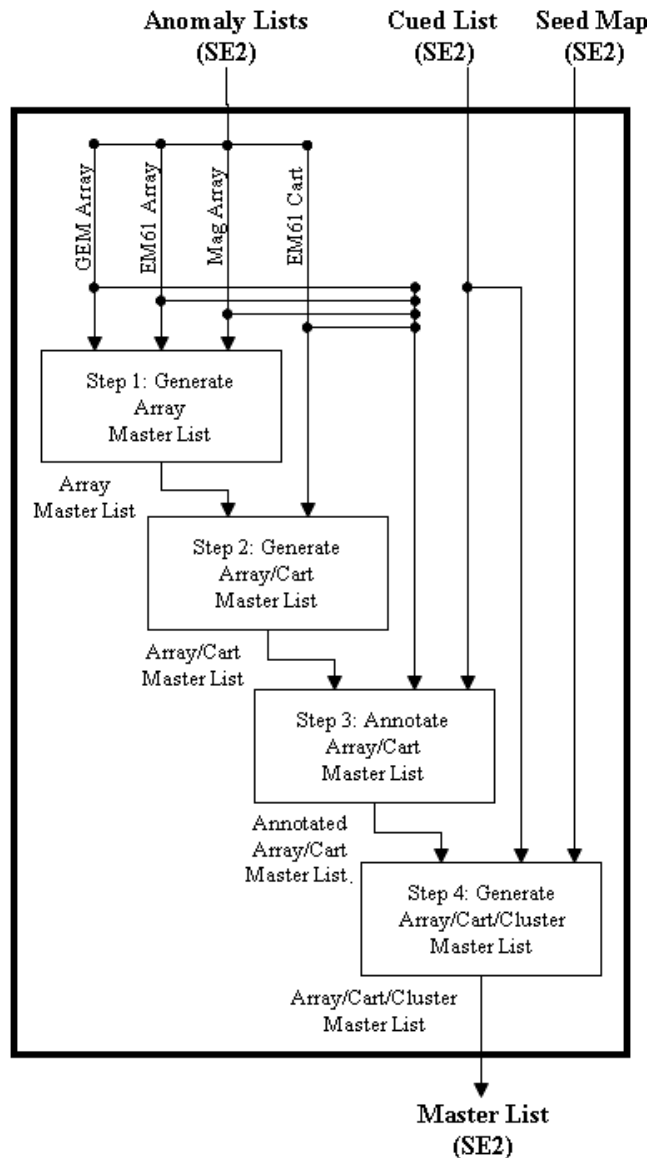 Anomaly Lists
(SE2)
Cued List
(SE2)
Seed Map
(SE2)
GEM Array
EM61 Array
Mag Array
EM61 Cart
Step 1: Generate
Array
Master List
Array
Master List
Step 2: Generate
Array/Cart
Master List
Array/Cart
Master List
Step 3: Annotate
Array/Cart
Master List
Annotated
Array/Cart
Master List.
Step 4: Generate
Array/Cart/Cluster
Master List
Array/Cart/Cluster
Master List
Master List
(SE2)